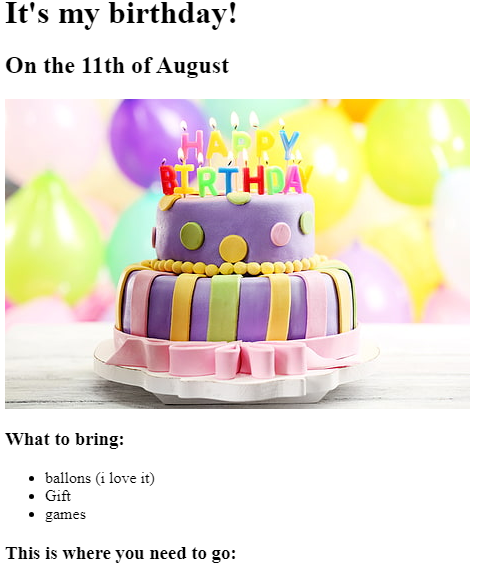 It's my birthday!
On the 11th of August
HAPPY
BIRTHDAY
What to bring:
ballons (i love it)
Gift
games
This is where you need to go: